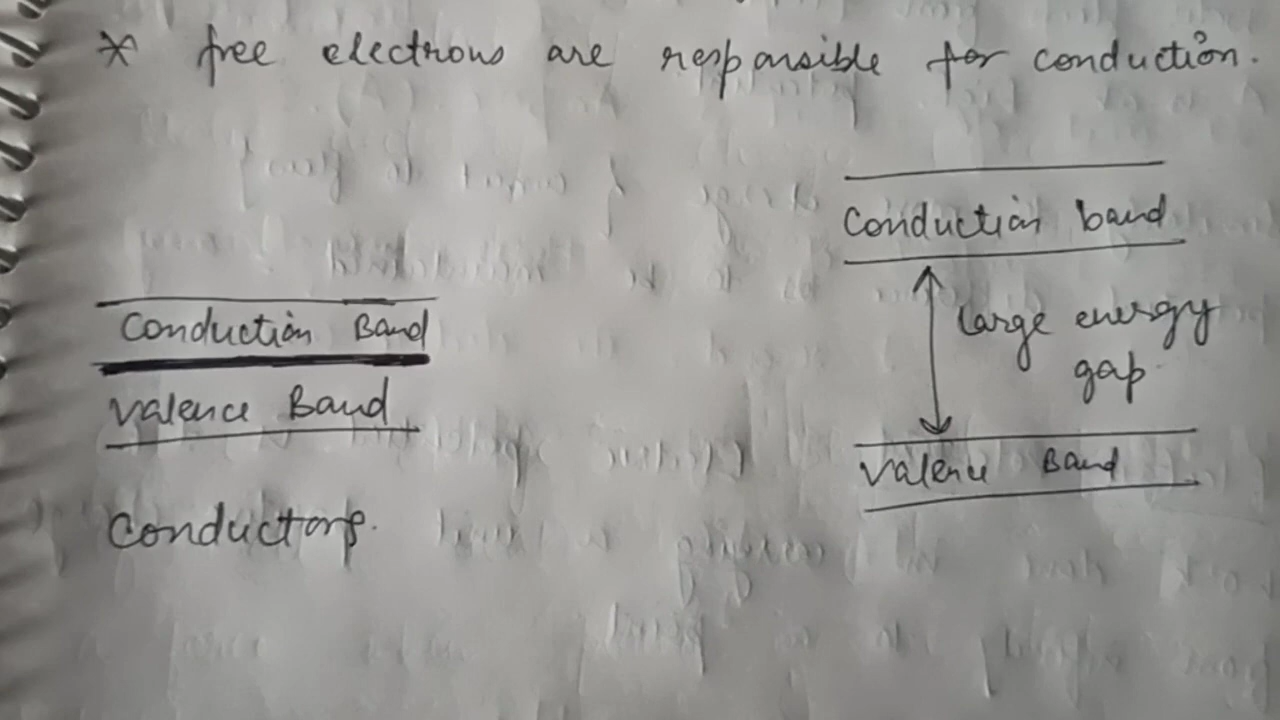 * free electrons are responsible for conduction.
Conduction Band
Valence Band
Conductors.
Conduction band
large energy
gap
Valence Band